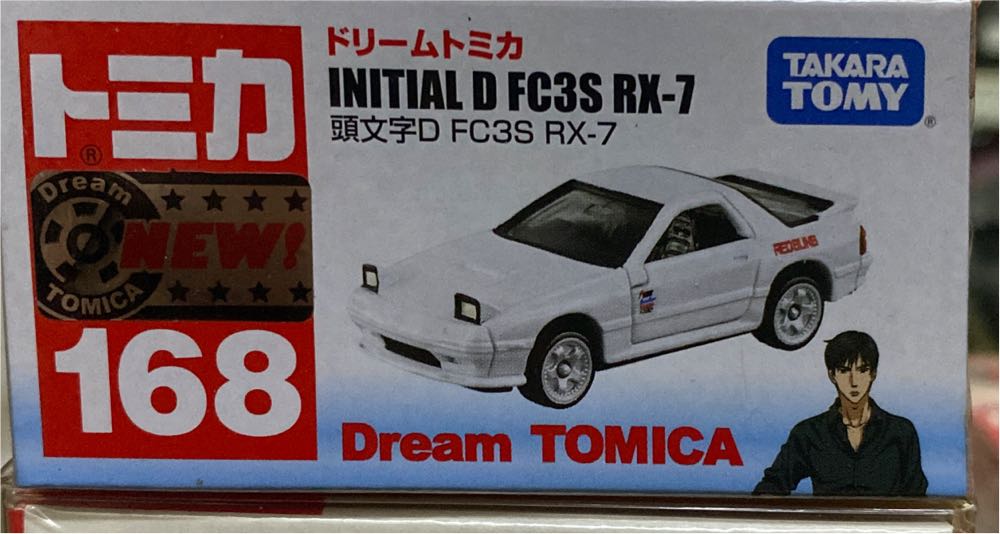 トミカ
®
Dream
NEW!
TOMICA
168
ドリームトミカ
INITIAL D FC3S RX-7
頭文字D FC3S RX-7
TAKARA
TOMY
®
REDSUNS
Dream TOMICA